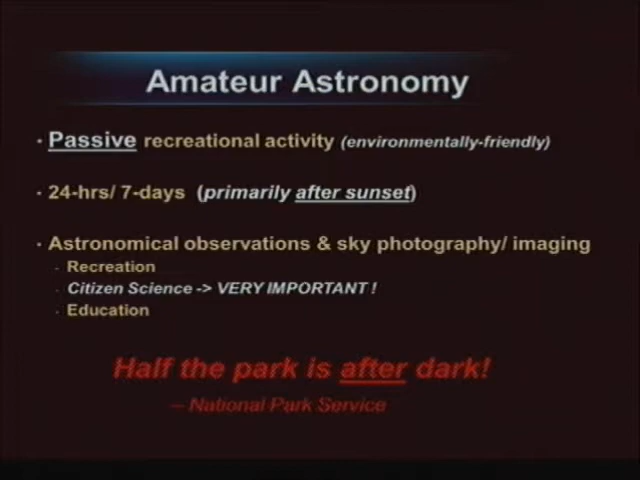 Amateur Astronomy
· Passive recreational activity (environmentally-friendly)
· 24-hrs/ 7-days (primarily after sunset)
· Astronomical observations & sky photography/ imaging
· Recreation
· Citizen Science -> VERY IMPORTANT !
· Education
Half the park is after dark!
– National Park Service